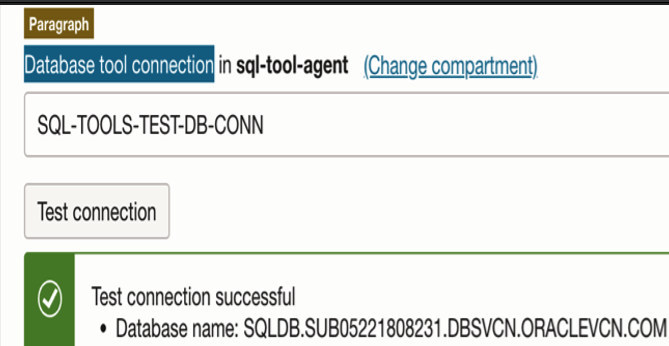 Paragraph
Database tool connection in sql-tool-agent (Change compartment)
SQL-TOOLS-TEST-DB-CONN
Test connection
Test connection successful
• Database name: SQLDB.SUB05221808231.DBSVCN.ORACLEVCN.COM